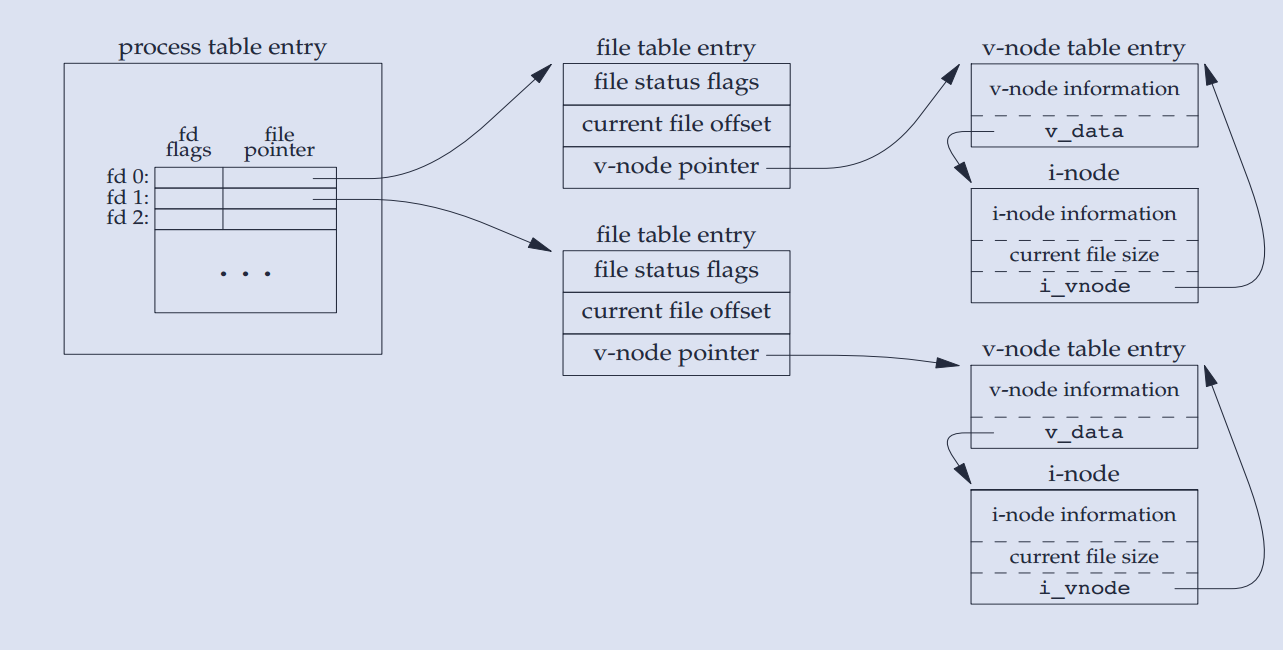 process table entry
fd
flags
file
pointer
fd 0:
fd 1:
fd 2:
. . .
file table entry
file status flags
current file offset
v-node pointer
file table entry
file status flags
current file offset
v-node pointer
v-node table entry
v-node information
v_data
i-node
i-node information
current file size
i_vnode
v-node table entry
v-node information
v_data
i-node
i-node information
current file size
i_vnode